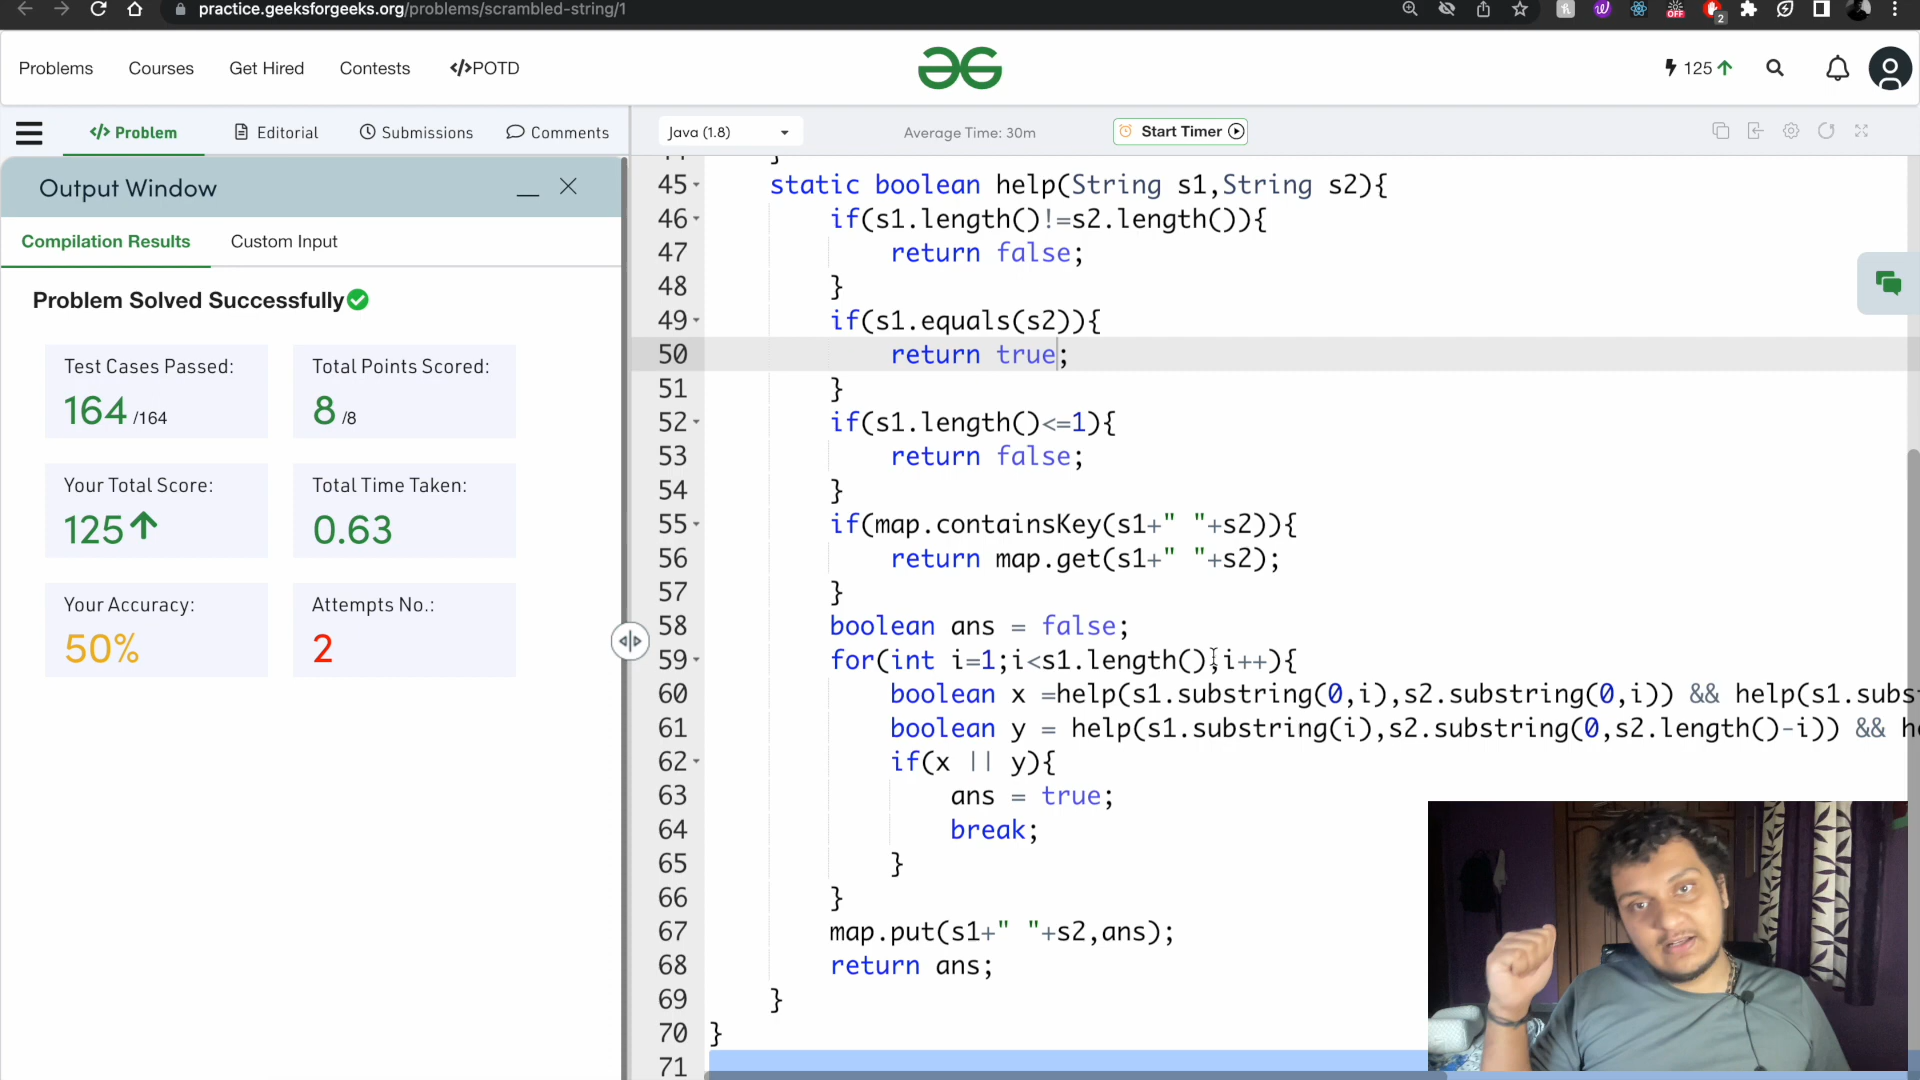 practice.geeksforgeeks.org/problems/scrambled-string/1
Problems
Courses
Get Hired
Contests
</>POTD
125
</> Problem
Editorial
Submissions
Comments
Java (1.8)
Average Time: 30m
Start Timer
Output Window
Compilation Results
Custom Input
Problem Solved Successfully
Test Cases Passed:
164 /164
Total Points Scored:
8 /8
Your Total Score:
125
Total Time Taken:
0.63
Your Accuracy:
50%
Attempts No.:
2
45 static boolean help(String s1,String s2){
46 if(s1.length()!=s2.length()){
47 return false;
48 }
49 if(s1.equals(s2)){
50 return true;
51 }
52 if(s1.length()<=1){
53 return false;
54 }
55 if(map.containsKey(s1+" "+s2)){
56 return map.get(s1+" "+s2);
57 }
58 boolean ans = false;
59 for(int i=1;i<s1.length();i++){
60 boolean x =help(s1.substring(0,i),s2.substring(0,i)) && help(s1.subs
61 boolean y = help(s1.substring(i),s2.substring(0,s2.length()-i)) && h
62 if(x || y){
63 ans = true;
64 break;
65 }
66 }
67 map.put(s1+" "+s2,ans);
68 return ans;
69 }
70 }
71
OFF
2